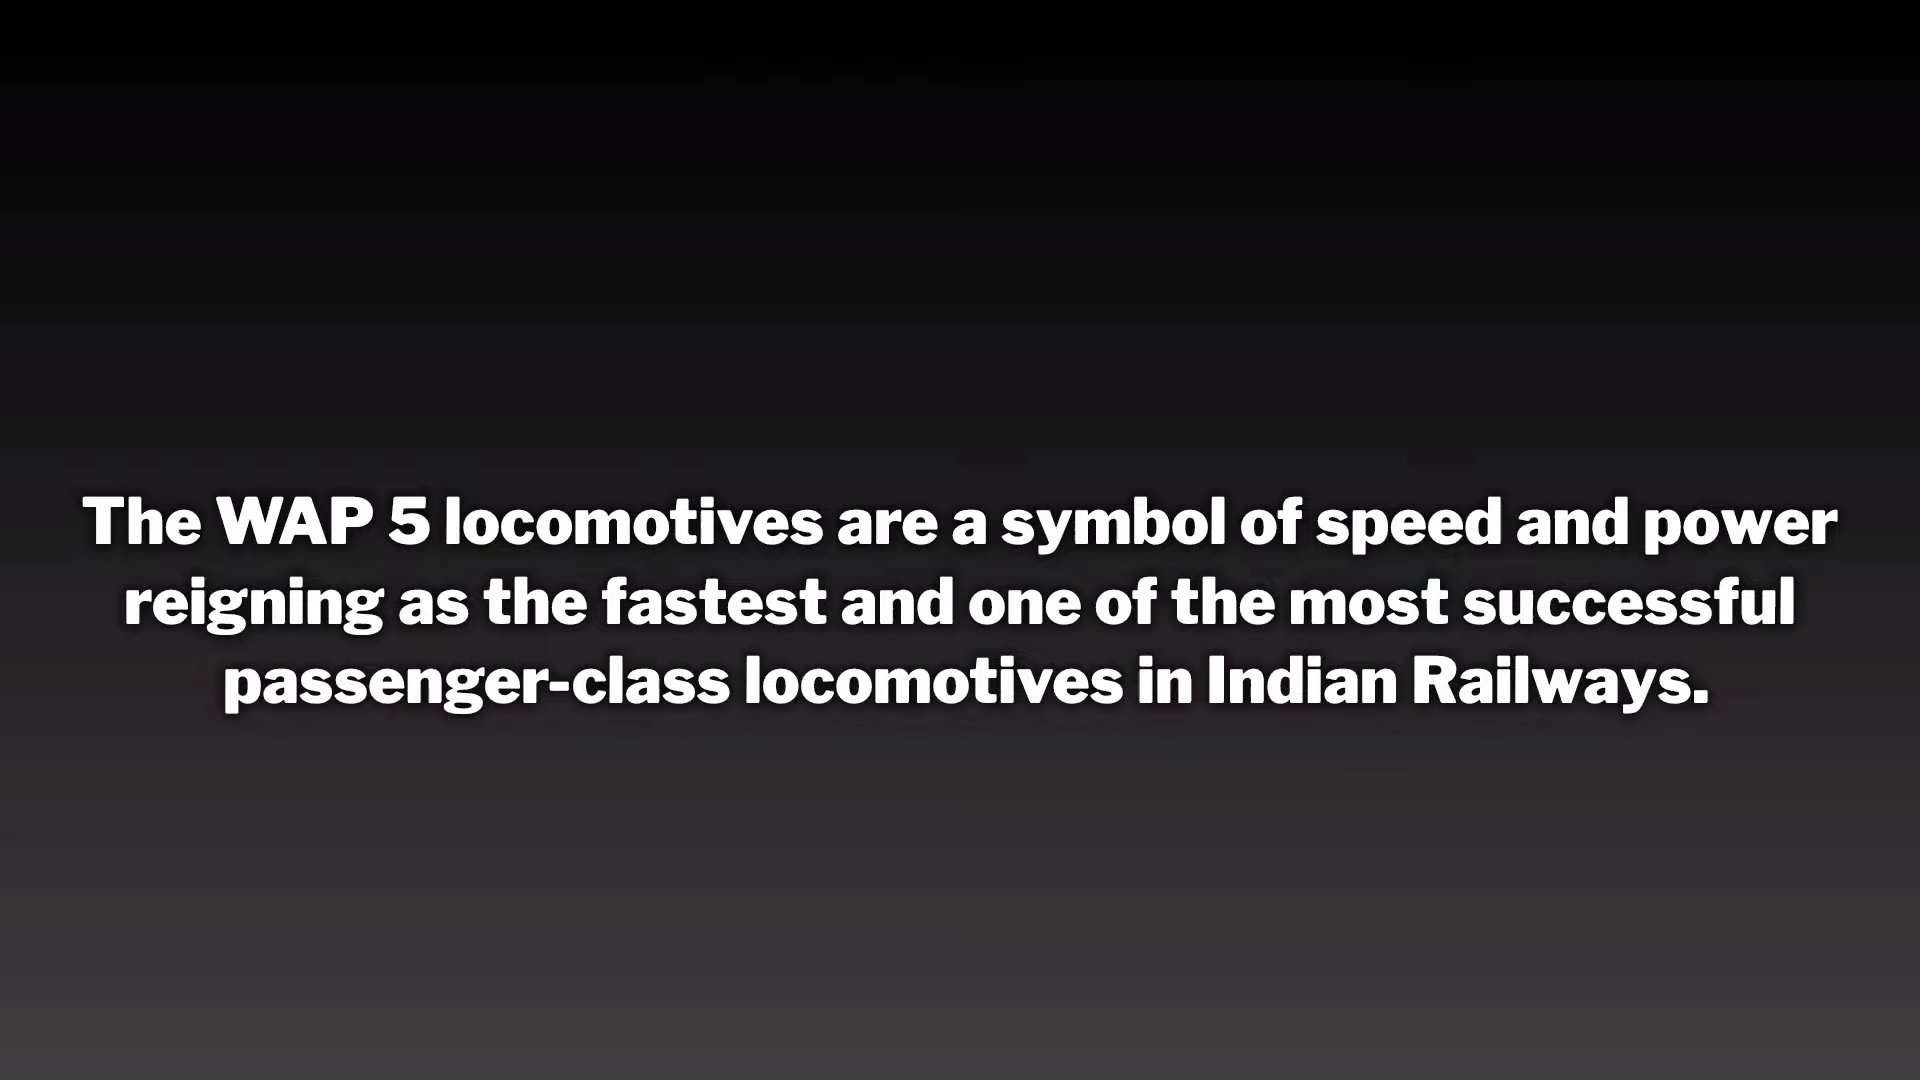 The WAP 5 locomotives are a symbol of speed and power
reigning as the fastest and one of the most successful
passenger-class locomotives in Indian Railways.